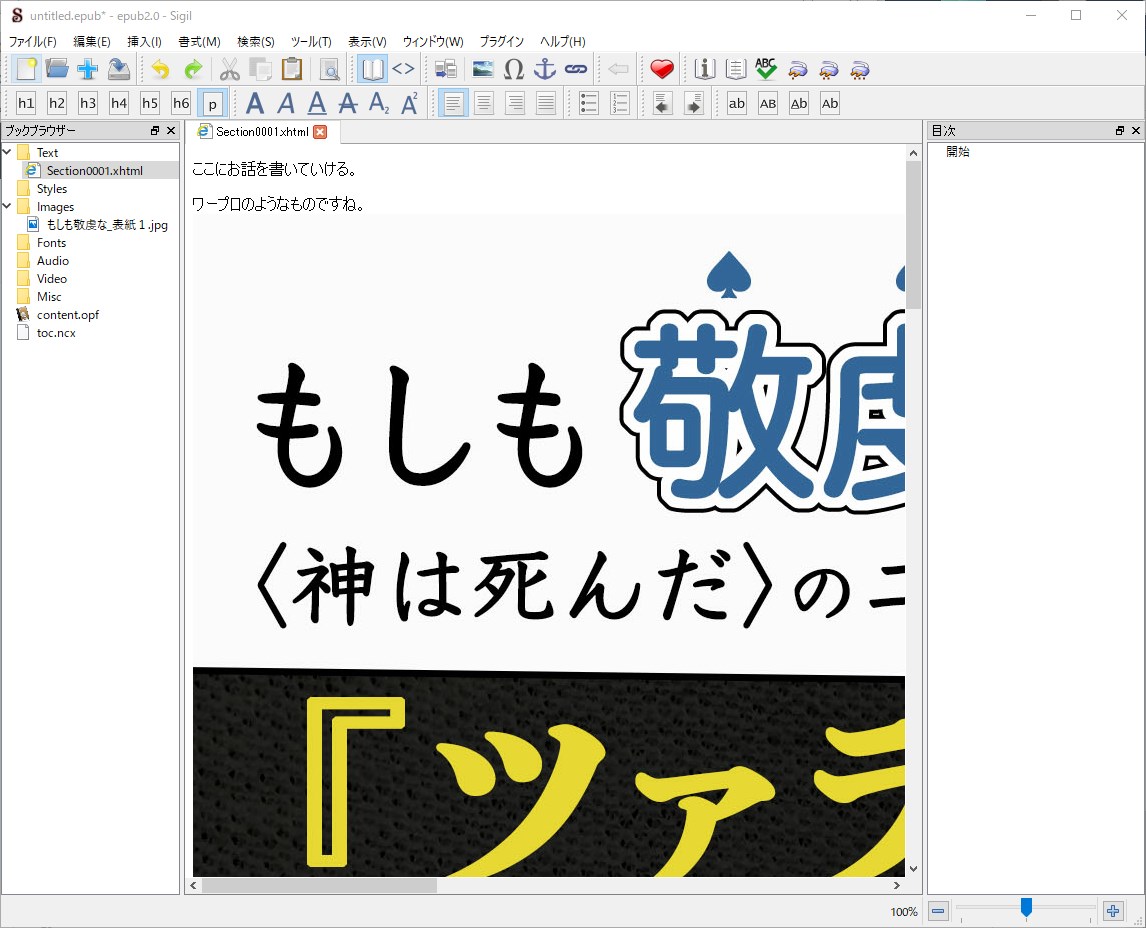 untitled.epub* - epub2.0 - Sigil
ファイル(F) 編集(E) 挿入(I) 書式(M) 検索(S) ツール(T) 表示(V) ウィンドウ(W) プラグイン ヘルプ(H)
<> Ω i ABC
h1 h2 h3 h4 h5 h6 p A A A A A2 A2 ab AB Ab Ab
ブックブラウザー
Section0001.xhtml
目次
Text
Section0001.xhtml
Styles
Images
もしも敬虔な_表紙１.jpg
Fonts
Audio
Video
Misc
content.opf
toc.ncx
ここにお話を書いていける。
ワープロのようなものですね。
もしも敬虔
〈神は死んだ〉の
『ツァラ
開始
100%